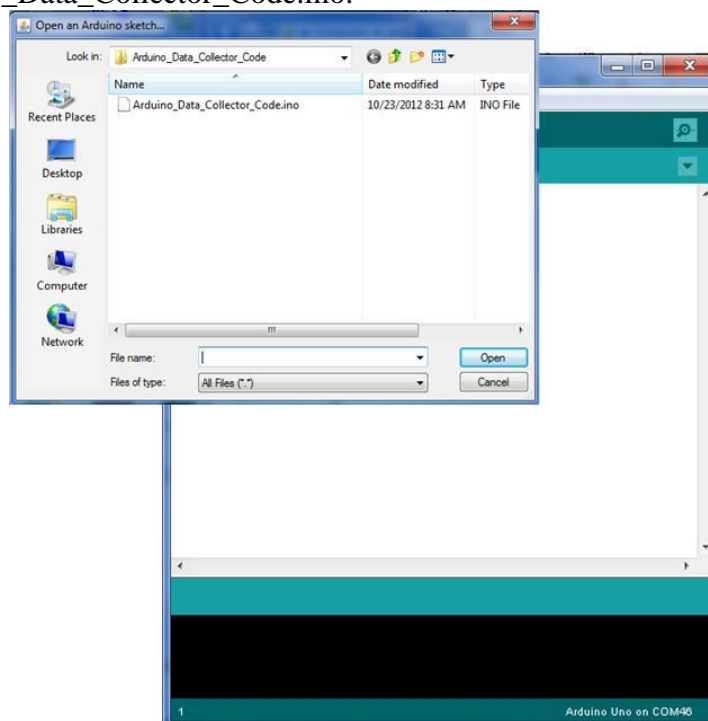 _Data_Collector_Code.ino.
Open an Arduino sketch...
Look in:
Arduino_Data_Collector_Code
Name
Date modified
Type
Arduino_Data_Collector_Code.ino
10/23/2012 8:31 AM
INO File
Recent Places
Desktop
Libraries
Computer
Network
File name:
Open
Files of type:
All Files (*.*)
Cancel
1
Arduino Uno on COM46